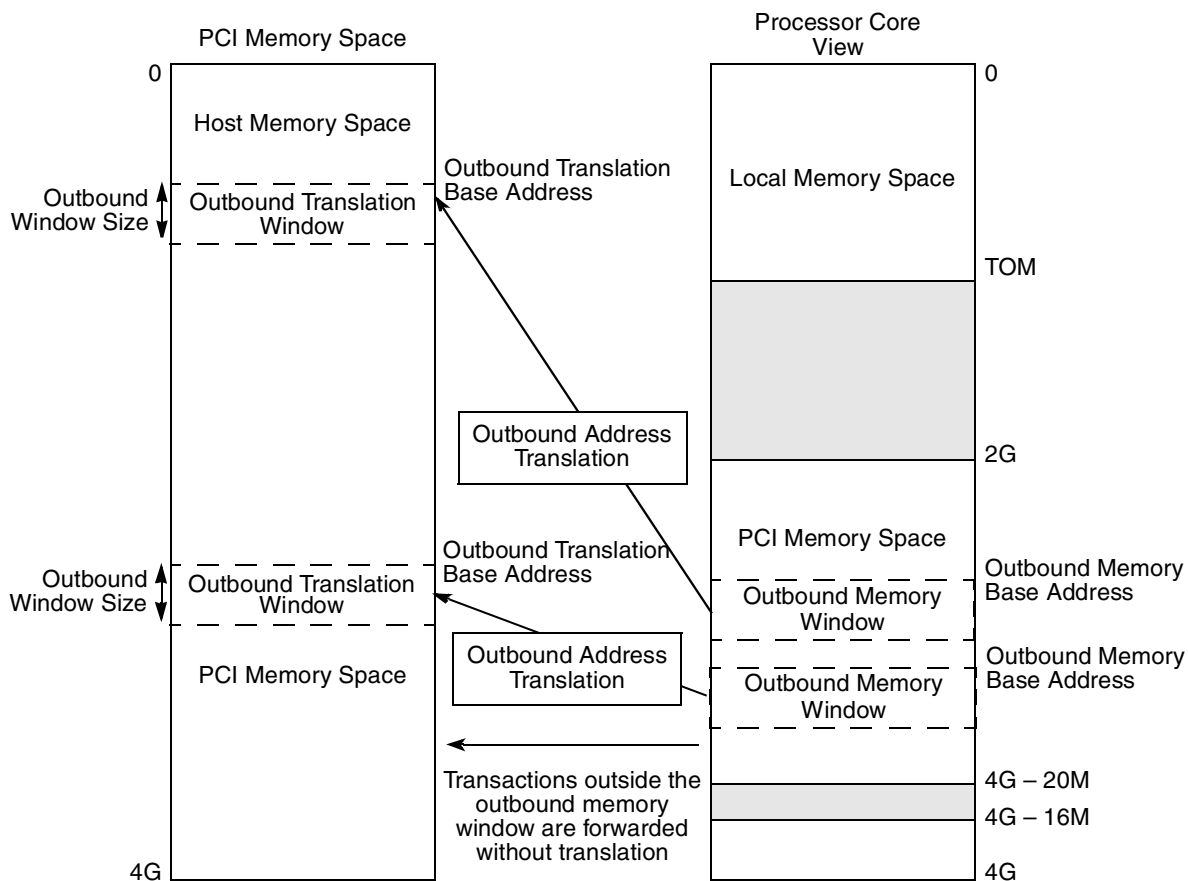 PCI Memory Space
Processor Core
View
0
0
Host Memory Space
Outbound Translation
Base Address
Local Memory Space
Outbound
Window Size
Outbound Translation
Window
TOM
Outbound Address
Translation
2G
PCI Memory Space
Outbound Translation
Base Address
Outbound Memory
Base Address
Outbound
Window Size
Outbound Translation
Window
Outbound Memory
Window
Outbound Address
Translation
Outbound Memory
Base Address
PCI Memory Space
Outbound Memory
Window
Transactions outside the
outbound memory
window are forwarded
without translation
4G – 20M
4G – 16M
4G
4G